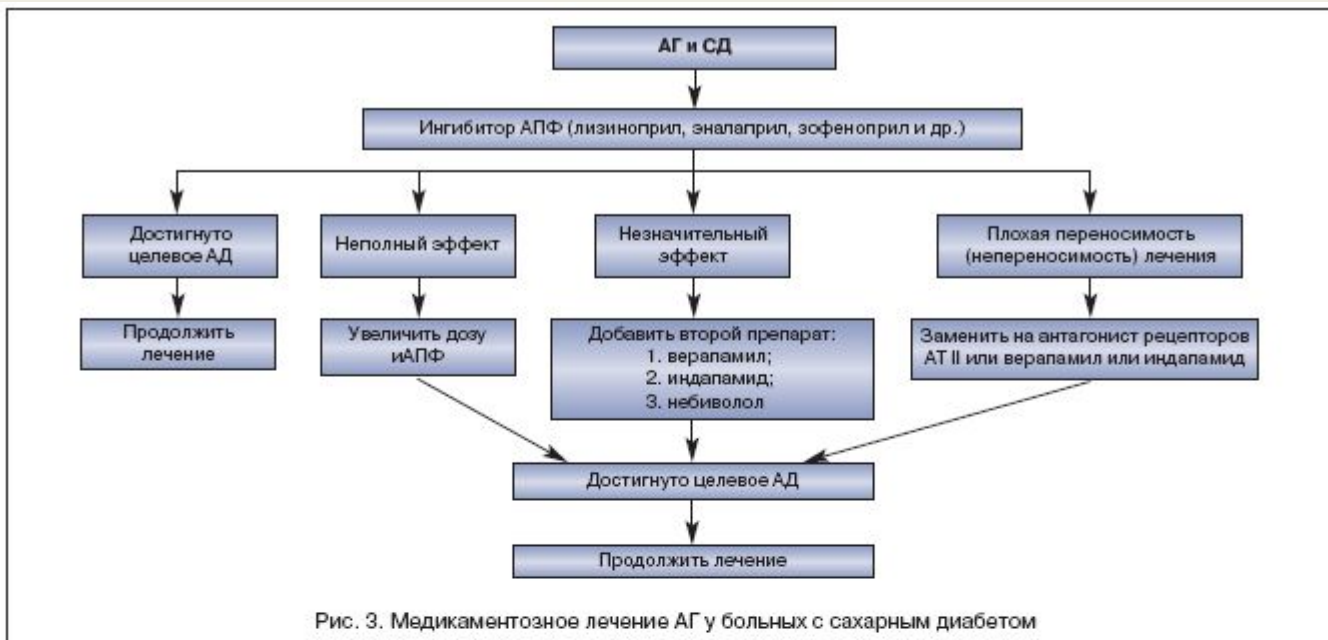 АГ и СД
Ингибитор АПФ (лизиноприл, эналаприл, зофеноприл и др.)
Достигнуто
целевое АД
Неполный эффект
Незначительный
эффект
Плохая переносимость
(непереносимость) лечения
Продолжить
лечение
Увеличить дозу
иАПФ
Добавить второй препарат:
1. верапамил;
2. индапамид;
3. небиволол
Заменить на антагонист рецепторов
АТ II или верапамил или индапамид
Достигнуто целевое АД
Продолжить лечение
Рис. 3. Медикаментозное лечение АГ у больных с сахарным диабетом